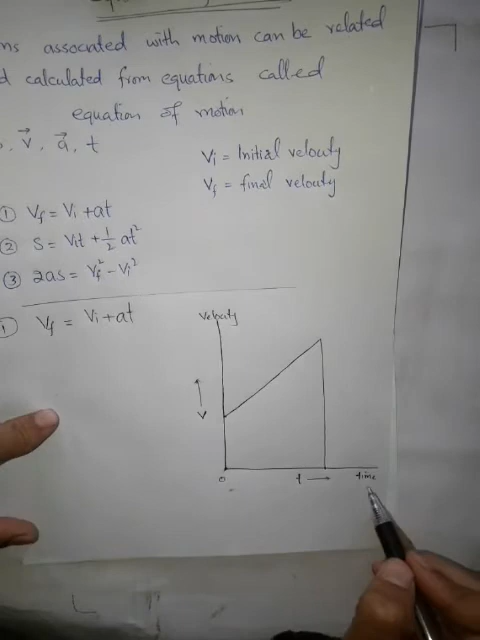 ns associated with motion can be related
d calculated from equations called
equation of motion
, v, a, t
Vi = Initial velouty
Vf = final velouty
① Vf = Vi + at
② S = Vit + 1/2 at²
③ 2as = Vf² - Vi²
① Vf = Vi + at
Velocity
V
0
t →
time